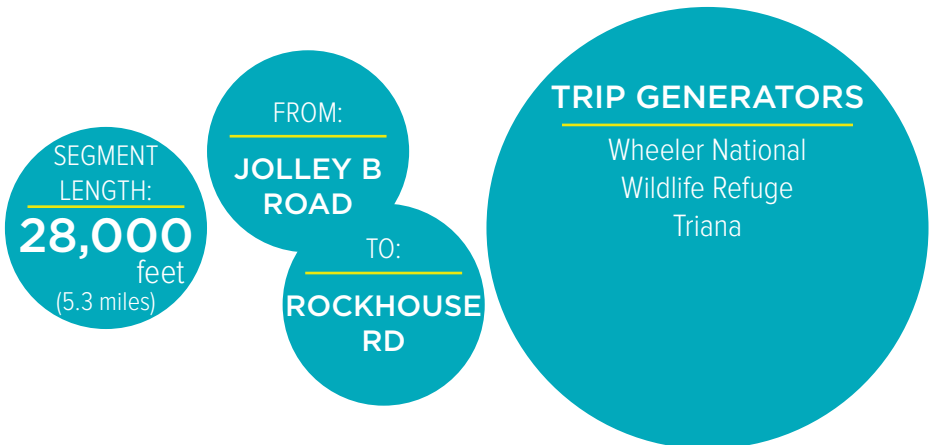 SEGMENT
LENGTH:
28,000
feet
(5.3 miles)
FROM:
JOLLEY B
ROAD
TO:
ROCKHOUSE
RD
TRIP GENERATORS
Wheeler National
Wildlife Refuge
Triana